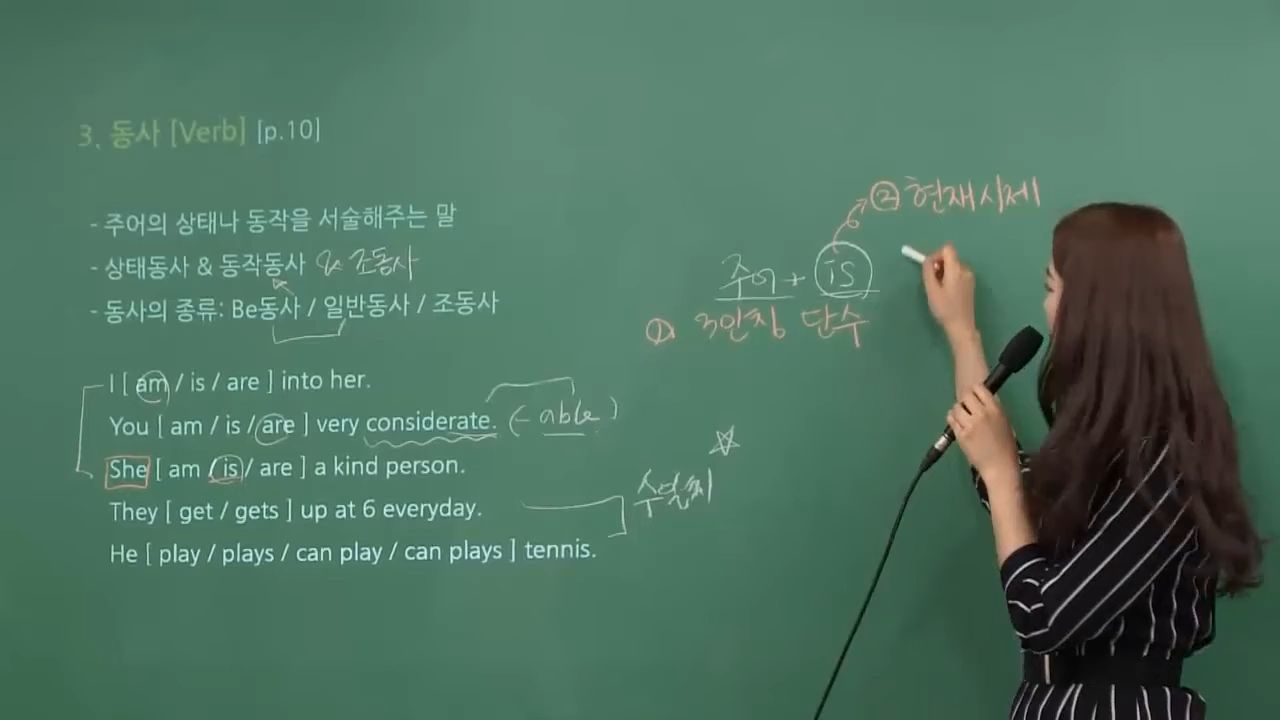 3. 동사 [Verb] [p.10]
- 주어의 상태나 동작을 서술해주는 말
- 상태동사 & 동작동사 & 조동사
- 동사의 종류: Be동사 / 일반동사 / 조동사
I [ am / is / are ] into her.
You [ am / is / are ] very considerate. (-able)
She [ am / is / are ] a kind person.
They [ get / gets ] up at 6 everyday.
He [ play / plays / can play / can plays ] tennis.
수일치
② 현재시제
주어 + is
① 3인칭 단수